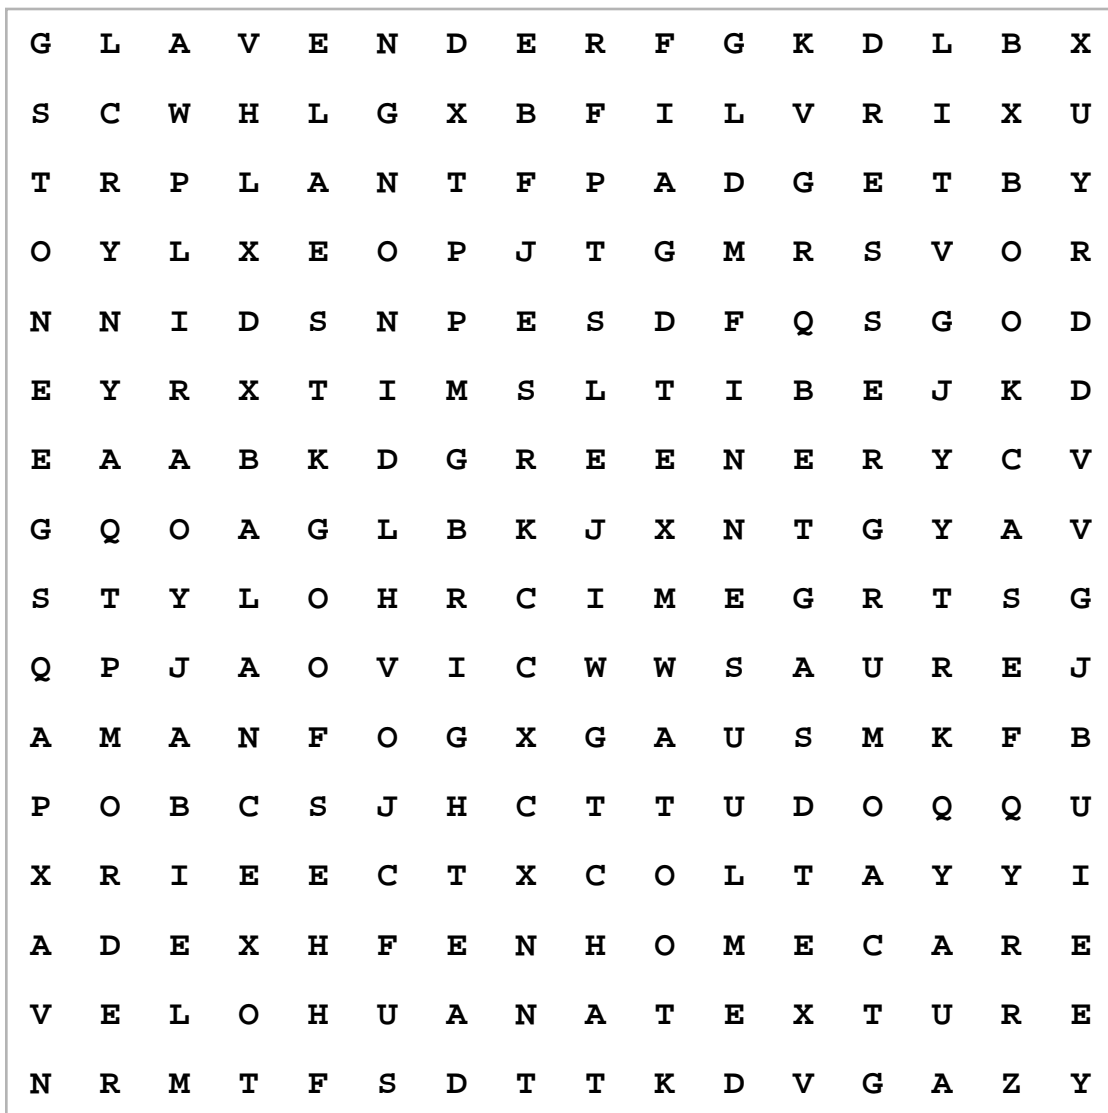 G L A V E N D E R F G K D L B X
S C W H L G X B F I L V R I X U
T R P L A N T F P A D G E T B Y
O Y L X E O P J T G M R S V O R
N N I D S N P E S D F Q S G O D
E Y R X T I M S L T I B E J K D
E A A B K D G R E E N E R Y C V
G Q O A G L B K J X N T G Y A V
S T Y L O H R C I M E G R T S G
Q P J A O V I C W W S A U R E J
A M A N F O G X G A U S M K F B
P O B C S J H C T T U D O Q Q U
X R I E E C T X C O L T A Y Y I
A D E X H F E N H O M E C A R E
V E L O H U A N A T E X T U R E
N R M T F S D T T K D V G A Z Y